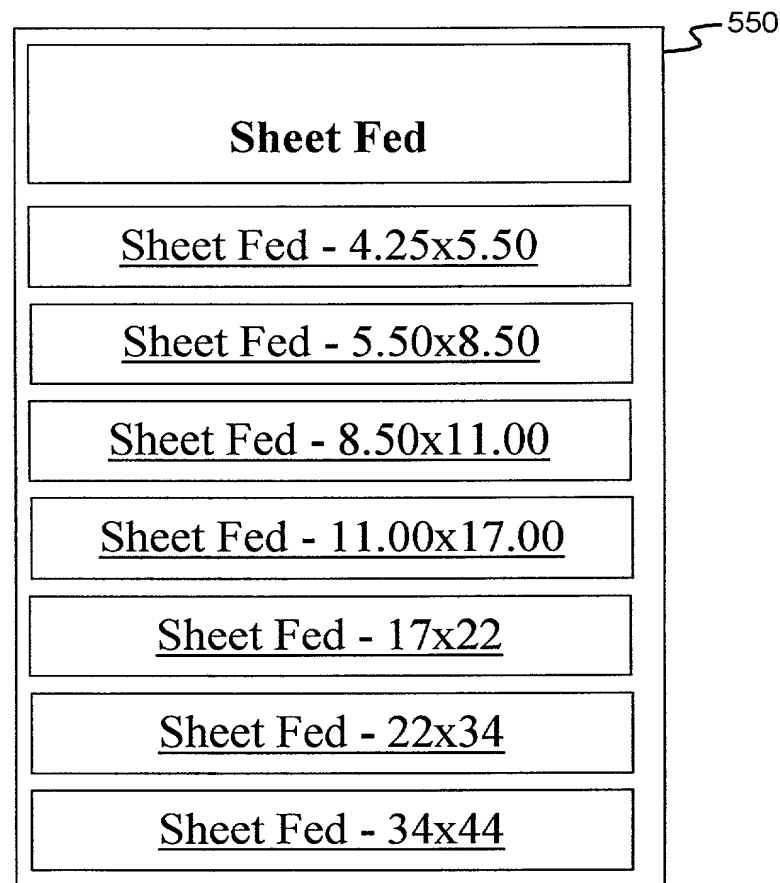 550
Sheet Fed
Sheet Fed - 4.25x5.50
Sheet Fed - 5.50x8.50
Sheet Fed - 8.50x11.00
Sheet Fed - 11.00x17.00
Sheet Fed - 17x22
Sheet Fed - 22x34
Sheet Fed - 34x44